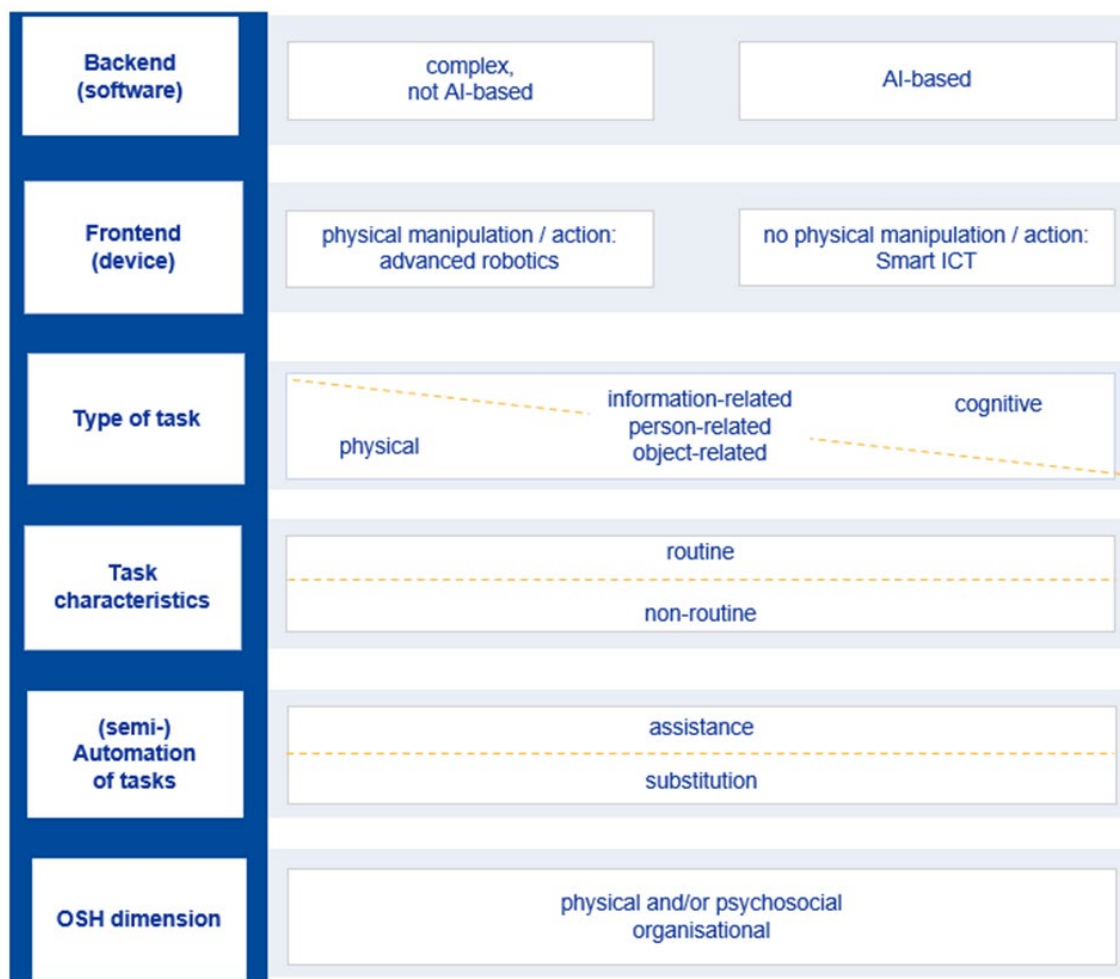 Backend
(software)
complex,
not AI-based
AI-based
Frontend
(device)
physical manipulation / action:
advanced robotics
no physical manipulation / action:
Smart ICT
Type of task
physical
information-related
person-related
object-related
cognitive
Task
characteristics
routine
non-routine
(semi-)
Automation
of tasks
assistance
substitution
OSH dimension
physical and/or psychosocial
organisational